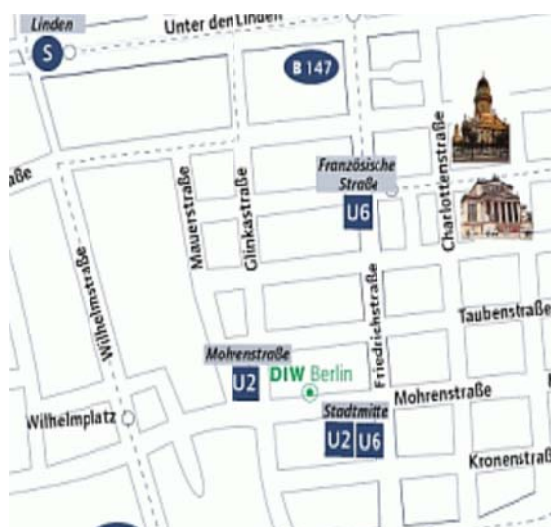 Linden
S
Unter den Linden
B 147
aße
Französische
Straße
U6
Charlottenstraße
Mauerstraße
Glinkastraße
Wilhelmstraße
Friedrichstraße
Taubenstraße
Mohrenstraße
U2
DIW Berlin
Mohrenstraße
Stadtmitte
U2 U6
Wilhelmplatz
Kronenstraß